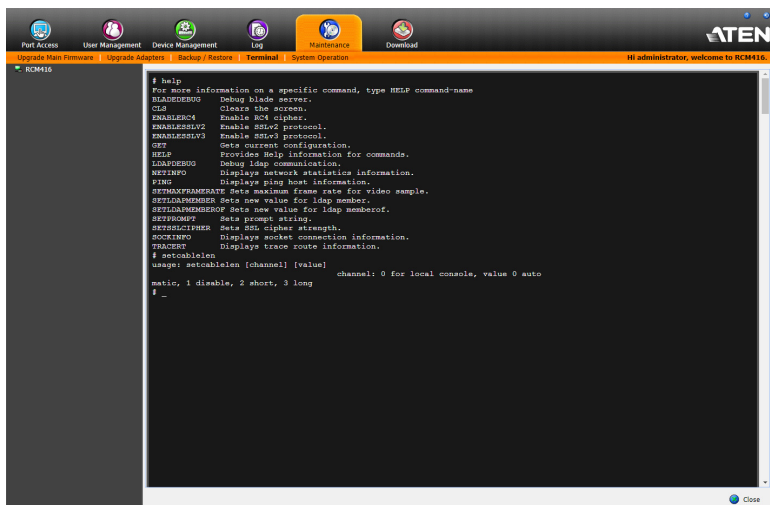 Port Access User Management Device Management Log Maintenance Download
ATEN
Upgrade Main Firmware | Upgrade Adapters | Backup / Restore | Terminal | System Operation
Hi administrator, welcome to RCM416.
RCM416
# help
For more information on a specific command, type HELP command-name
BLADEDEBUG Debug blade server.
CLS Clears the screen.
ENABLERC4 Enable RC4 cipher.
ENABLESSLV2 Enable SSLv2 protocol.
ENABLESSLV3 Enable SSLv3 protocol.
GET Gets current configuration.
HELP Provides Help information for commands.
LDAPDEBUG Debug ldap communication.
NETINFO Displays network statistics information.
PING Displays ping host information.
SETMAXFRAMERATE Sets maximum frame rate for video sample.
SETLDAPMEMBER Sets new value for ldap member.
SETLDAPMEMBEROF Sets new value for ldap memberof.
SETPROMPT Sets prompt string.
SETSSLCIPHER Sets SSL cipher strength.
SOCKINFO Displays socket connection information.
TRACERT Displays trace route information.
# setcablelen
usage: setcablelen [channel] [value]
channel: 0 for local console, value 0 auto
matic, 1 disable, 2 short, 3 long
# _
Close